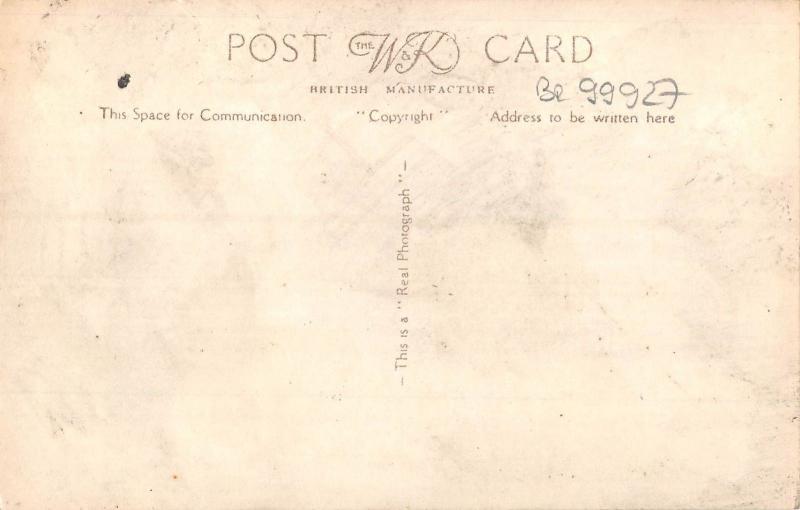 POST THE W&K CARD
BRITISH MANUFACTURE
BR 99927
This Space for Communication. "Copyright" Address to be written here
— This is a "Real Photograph" —